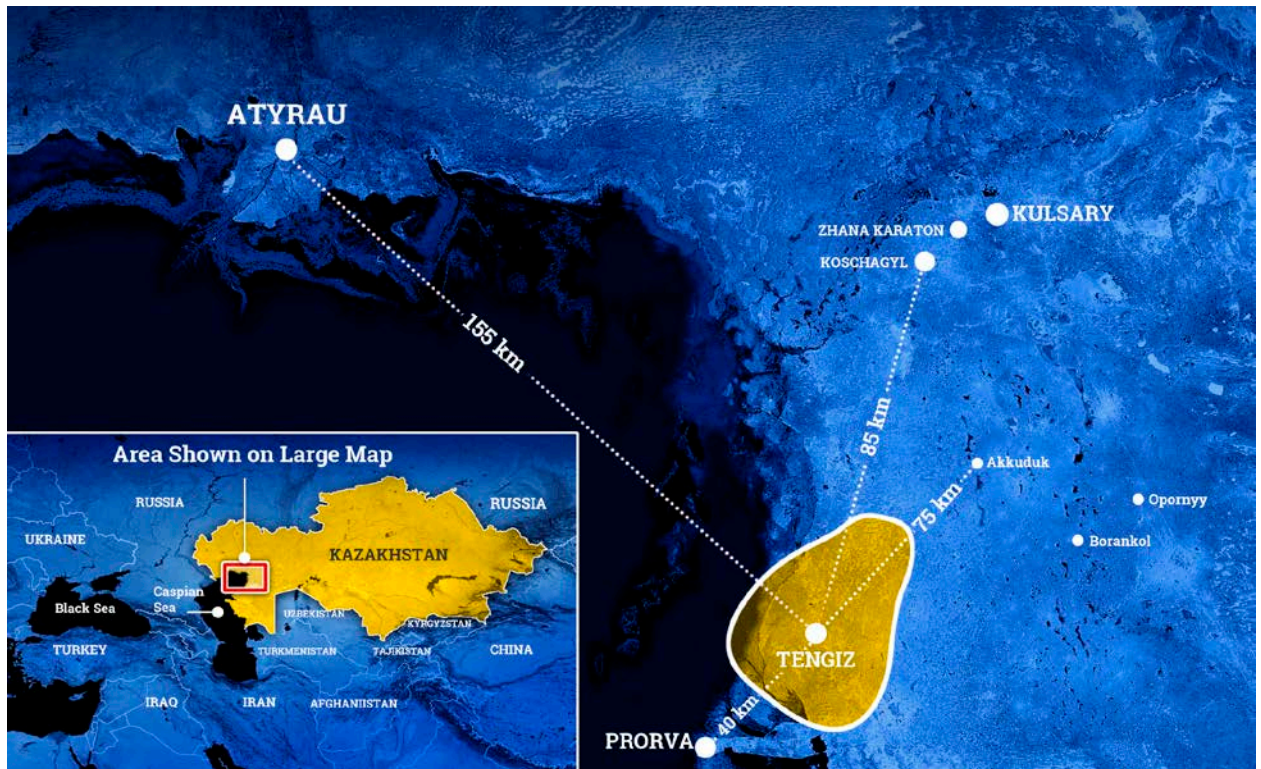 ATYRAU
KULSARY
ZHANA KARATON
KOSCHAGYL
155 km
85 km
Akkuduk
75 km
Opornyy
Borankol
TENGIZ
40 km
PRORVA
Area Shown on Large Map
RUSSIA
RUSSIA
UKRAINE
KAZAKHSTAN
Caspian
Sea
Black Sea
UZBEKISTAN
KYRGYZSTAN
TURKEY
TURKMENISTAN
TAJIKISTAN
CHINA
IRAQ
IRAN
AFGHANIISTAN